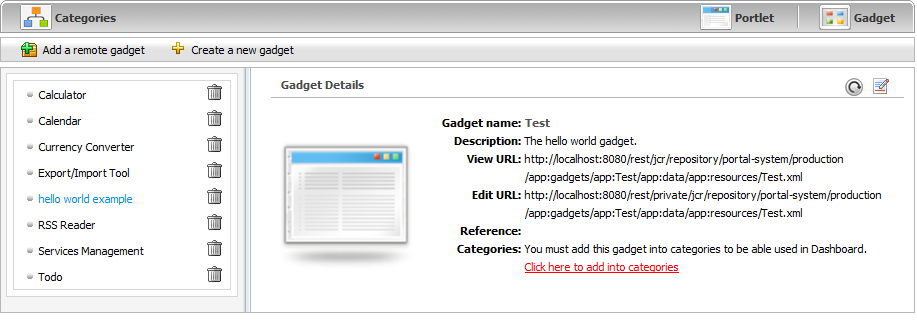 Categories
Portlet
Gadget
Add a remote gadget
Create a new gadget
Calculator
Calendar
Currency Converter
Export/Import Tool
hello world example
RSS Reader
Services Management
Todo
Gadget Details
Gadget name: Test
Description: The hello world gadget.
View URL: http://localhost:8080/rest/jcr/repository/portal-system/production
/app:gadgets/app:Test/app:data/app:resources/Test.xml
Edit URL: http://localhost:8080/rest/private/jcr/repository/portal-system/production
/app:gadgets/app:Test/app:data/app:resources/Test.xml
Reference:
Categories: You must add this gadget into categories to be able used in Dashboard.
Click here to add into categories